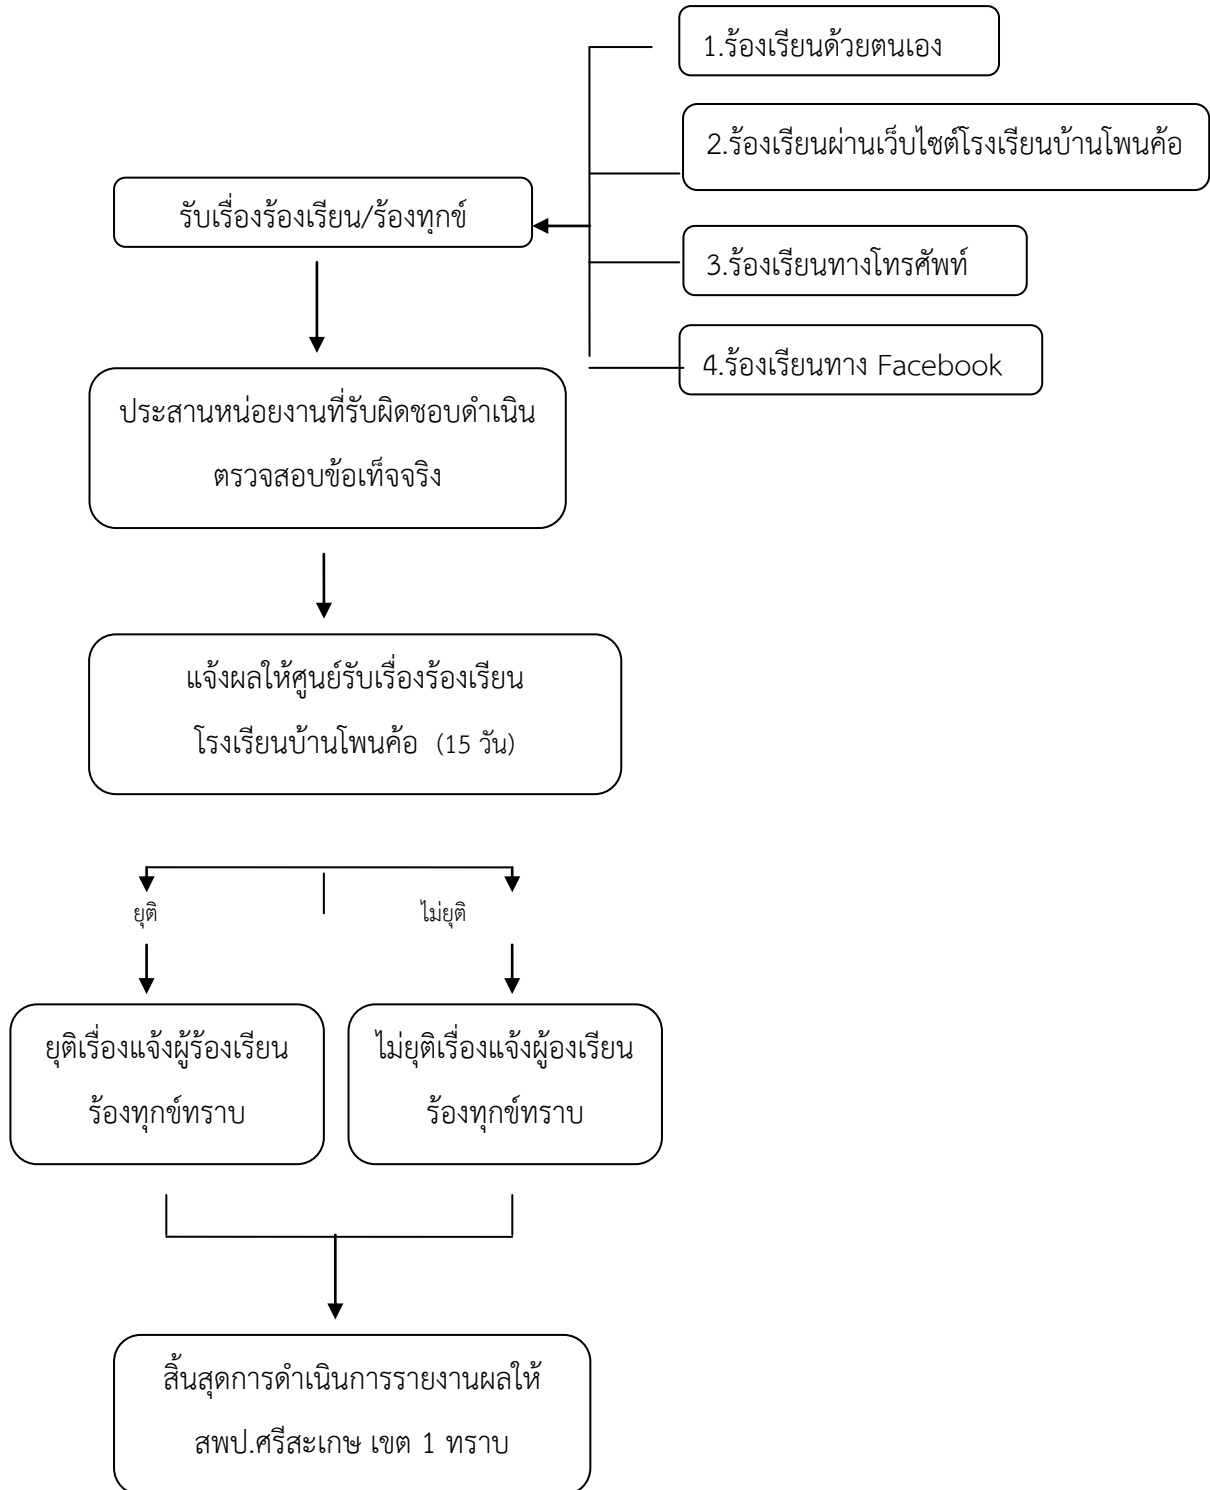 1.ร้องเรียนด้วยตนเอง
2.ร้องเรียนผ่านเว็บไซต์โรงเรียนบ้านโพนค้อ
รับเรื่องร้องเรียน/ร้องทุกข์
3.ร้องเรียนทางโทรศัพท์
4.ร้องเรียนทาง Facebook
ประสานหน่อยงานที่รับผิดชอบดำเนิน
ตรวจสอบข้อเท็จจริง
แจ้งผลให้ศูนย์รับเรื่องร้องเรียน
โรงเรียนบ้านโพนค้อ (15 วัน)
ยุติ
ไม่ยุติ
ยุติเรื่องแจ้งผู้ร้องเรียน
ร้องทุกข์ทราบ
ไม่ยุติเรื่องแจ้งผู้องเรียน
ร้องทุกข์ทราบ
สิ้นสุดการดำเนินการรายงานผลให้
สพป.ศรีสะเกษ เขต 1 ทราบ